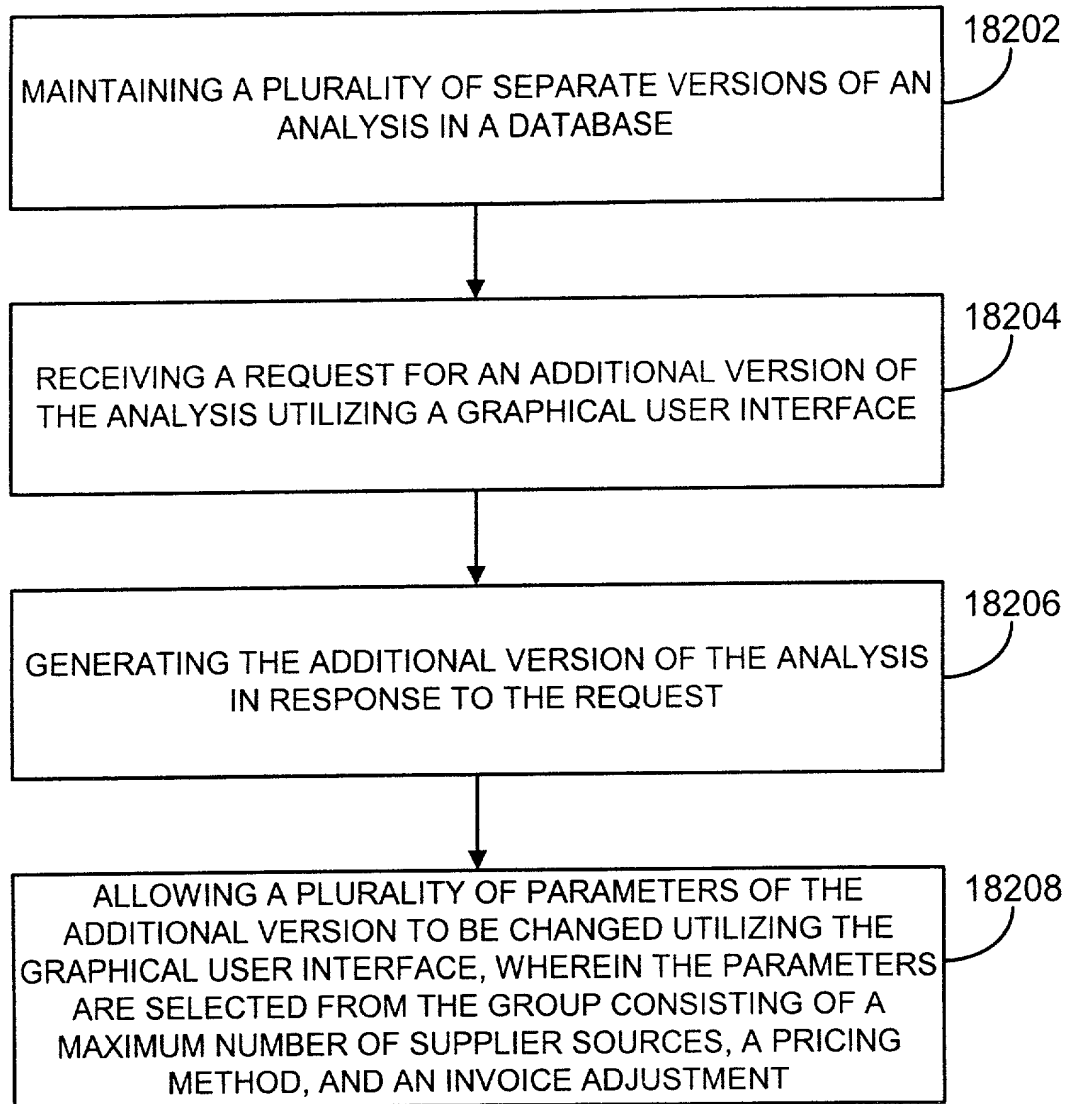 18202
MAINTAINING A PLURALITY OF SEPARATE VERSIONS OF AN
ANALYSIS IN A DATABASE
18204
RECEIVING A REQUEST FOR AN ADDITIONAL VERSION OF
THE ANALYSIS UTILIZING A GRAPHICAL USER INTERFACE
18206
GENERATING THE ADDITIONAL VERSION OF THE ANALYSIS
IN RESPONSE TO THE REQUEST
18208
ALLOWING A PLURALITY OF PARAMETERS OF THE
ADDITIONAL VERSION TO BE CHANGED UTILIZING THE
GRAPHICAL USER INTERFACE, WHEREIN THE PARAMETERS
ARE SELECTED FROM THE GROUP CONSISTING OF A
MAXIMUM NUMBER OF SUPPLIER SOURCES, A PRICING
METHOD, AND AN INVOICE ADJUSTMENT